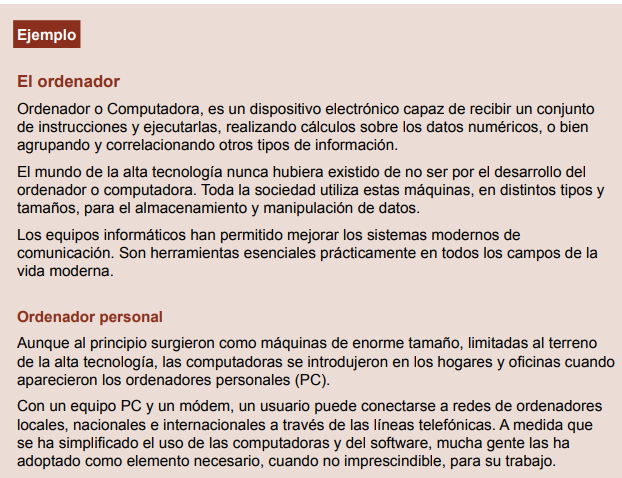 Ejemplo
El ordenador
Ordenador o Computadora, es un dispositivo electrónico capaz de recibir un conjunto
de instrucciones y ejecutarlas, realizando cálculos sobre los datos numéricos, o bien
agrupando y correlacionando otros tipos de información.
El mundo de la alta tecnología nunca hubiera existido de no ser por el desarrollo del
ordenador o computadora. Toda la sociedad utiliza estas máquinas, en distintos tipos y
tamaños, para el almacenamiento y manipulación de datos.
Los equipos informáticos han permitido mejorar los sistemas modernos de
comunicación. Son herramientas esenciales prácticamente en todos los campos de la
vida moderna.
Ordenador personal
Aunque al principio surgieron como máquinas de enorme tamaño, limitadas al terreno
de la alta tecnología, las computadoras se introdujeron en los hogares y oficinas cuando
aparecieron los ordenadores personales (PC).
Con un equipo PC y un módem, un usuario puede conectarse a redes de ordenadores
locales, nacionales e internacionales a través de las líneas telefónicas. A medida que
se ha simplificado el uso de las computadoras y del software, mucha gente las ha
adoptado como elemento necesario, cuando no imprescindible, para su trabajo.